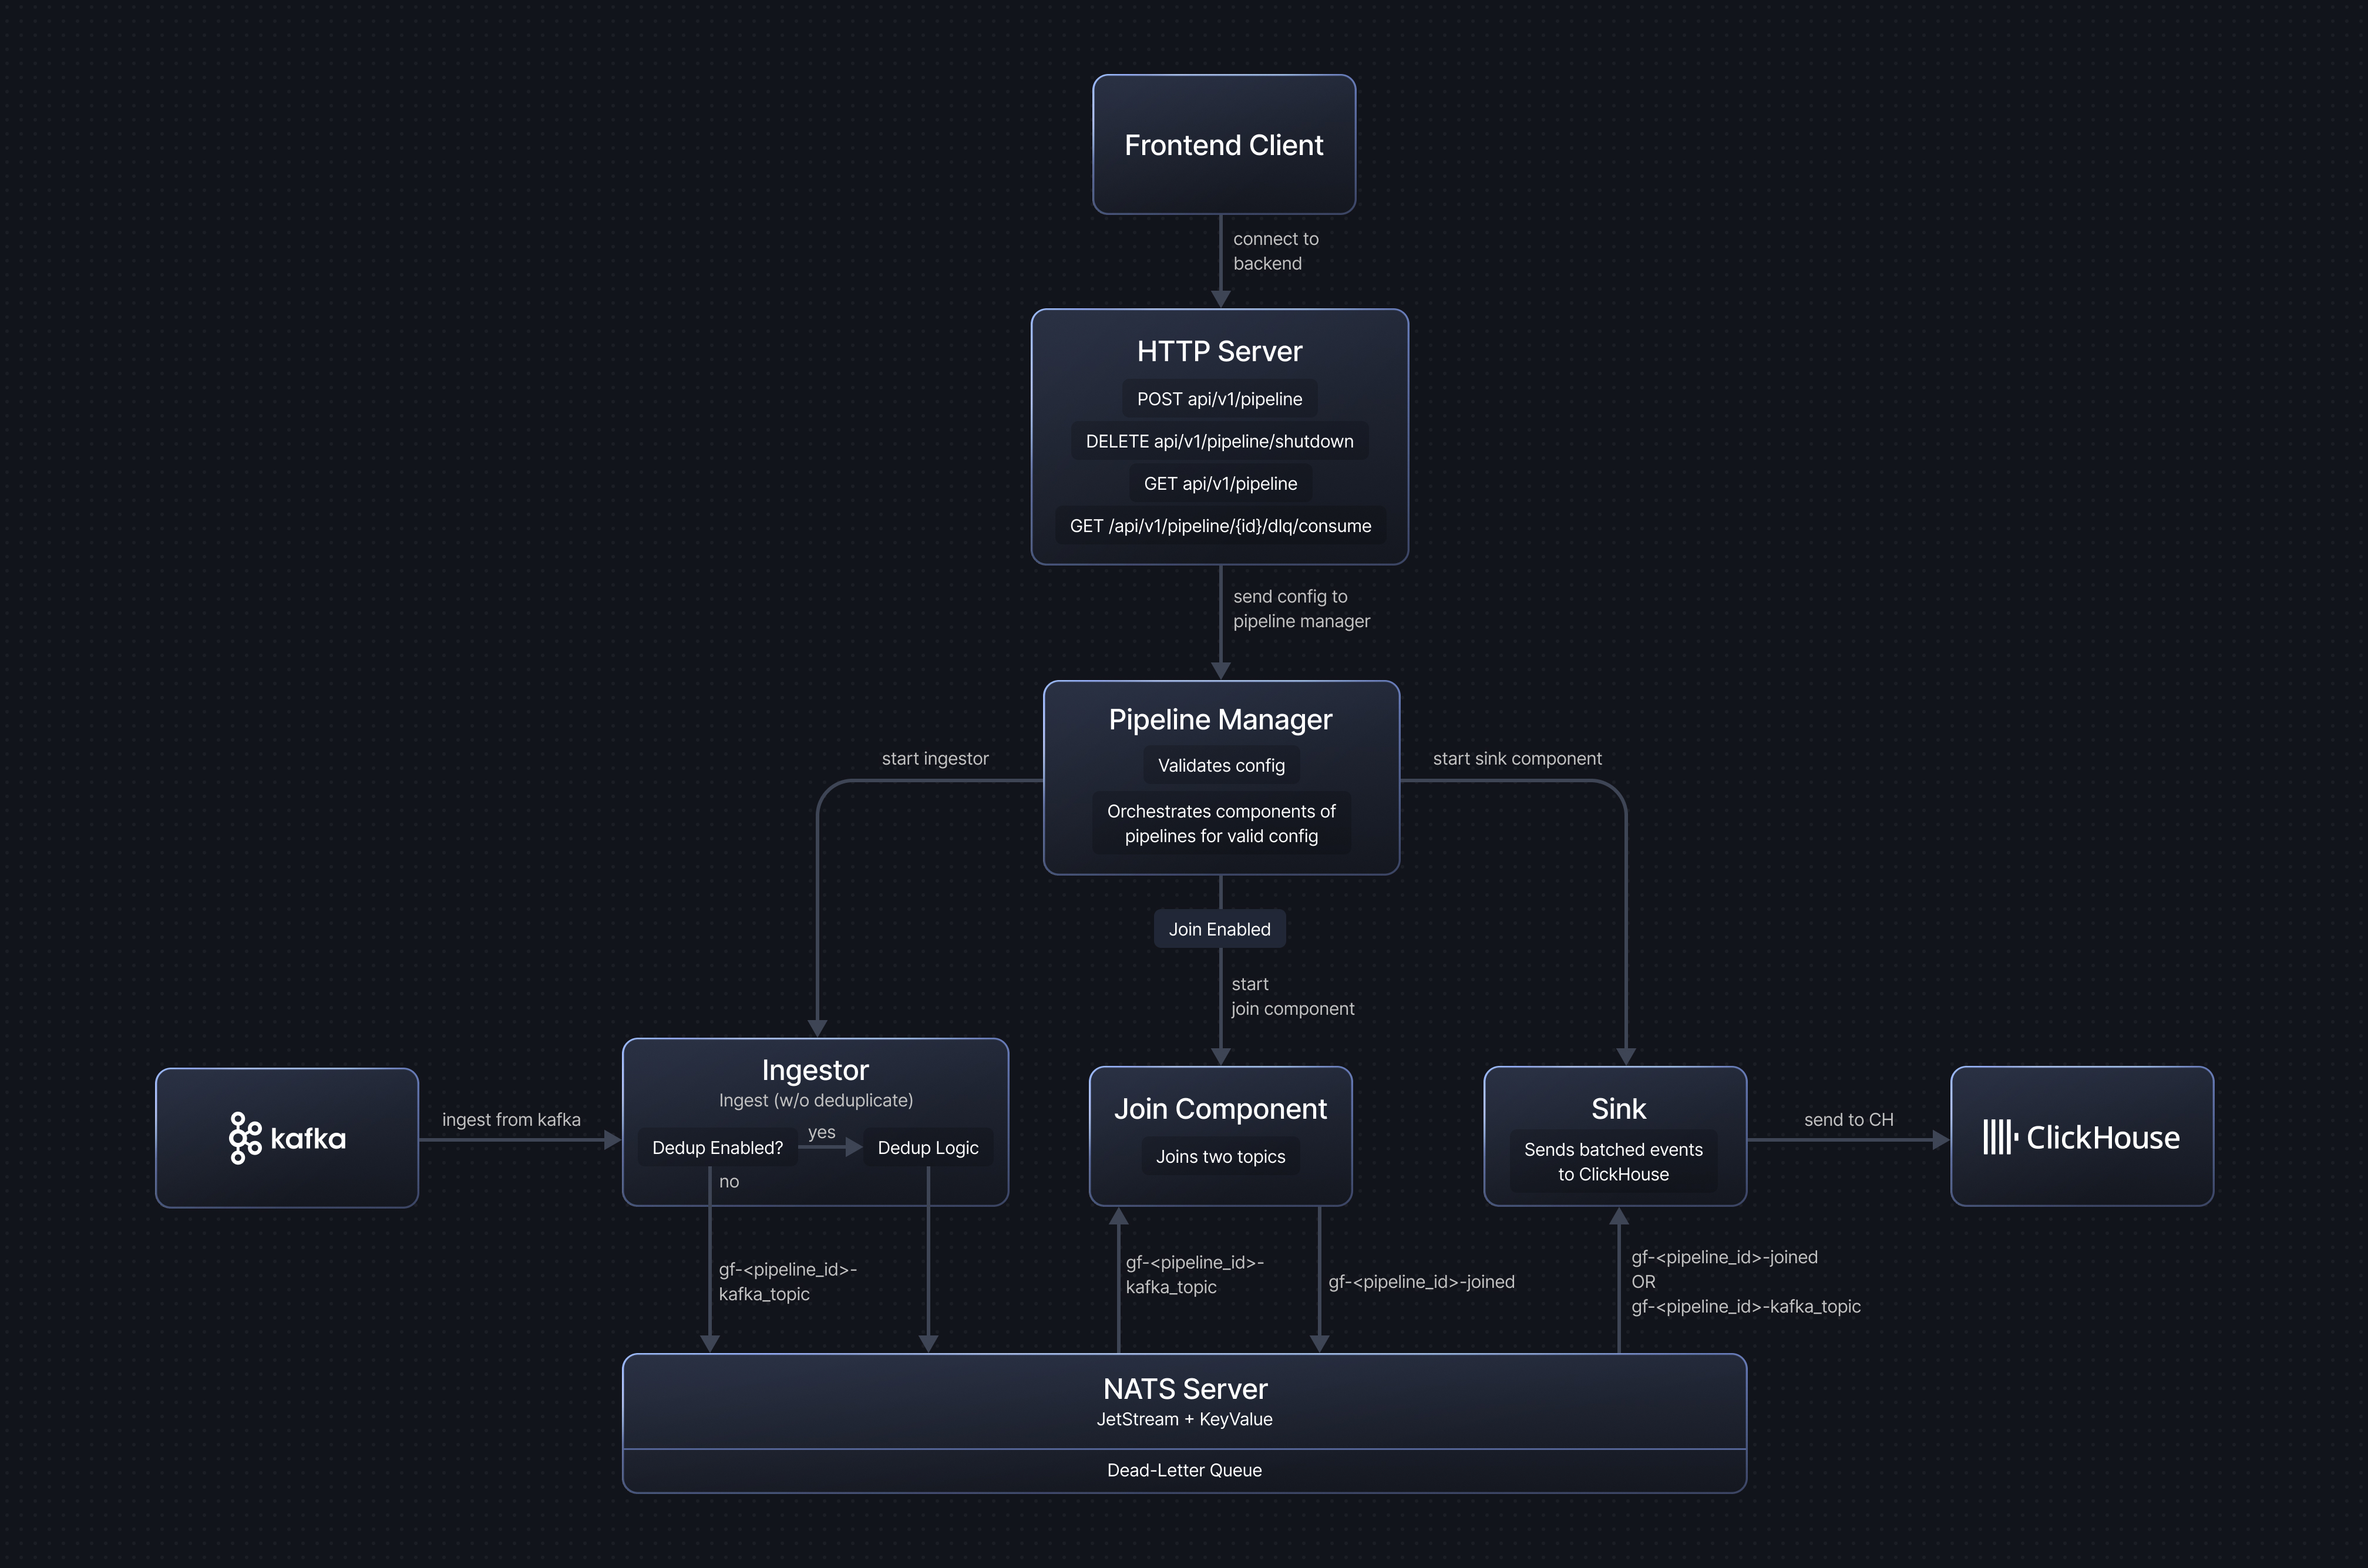 Frontend Client
connect to
backend
HTTP Server
POST api/v1/pipeline
DELETE api/v1/pipeline/shutdown
GET api/v1/pipeline
GET /api/v1/pipeline/{id}/dlq/consume
send config to
pipeline manager
Pipeline Manager
Validates config
Orchestrates components of
pipelines for valid config
start ingestor
start sink component
Join Enabled
start
join component
kafka
ingest from kafka
Ingestor
Ingest (w/o deduplicate)
Dedup Enabled?
yes
Dedup Logic
no
Join Component
Joins two topics
Sink
Sends batched events
to ClickHouse
send to CH
ClickHouse
gf-<pipeline_id>-
kafka_topic
gf-<pipeline_id>-
kafka_topic
gf-<pipeline_id>-joined
gf-<pipeline_id>-joined
OR
gf-<pipeline_id>-kafka_topic
NATS Server
JetStream + KeyValue
Dead-Letter Queue